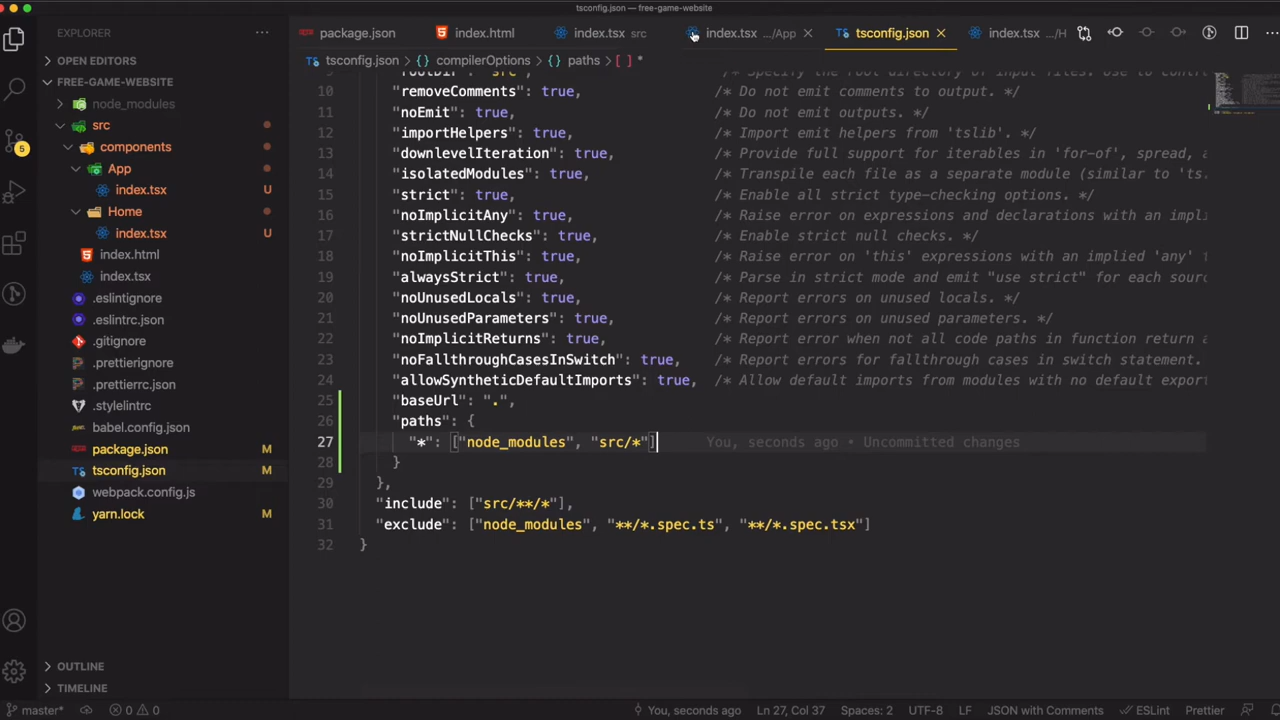 tsconfig.json — free-game-website
EXPLORER
package.json
index.html
index.tsx src
index.tsx .../App
tsconfig.json
index.tsx .../H
OPEN EDITORS
tsconfig.json > {} compilerOptions > {} paths > [ ] *
FREE-GAME-WEBSITE
node_modules
src
components
App
index.tsx U
Home
index.tsx U
index.html
index.tsx
.eslintignore
.eslintrc.json
.gitignore
.prettierignore
.prettierrc.json
.stylelintrc
babel.config.json
package.json M
tsconfig.json M
webpack.config.js
yarn.lock M
OUTLINE
TIMELINE
5
10 "removeComments": true, /* Do not emit comments to output. */
11 "noEmit": true, /* Do not emit outputs. */
12 "importHelpers": true, /* Import emit helpers from 'tslib'. */
13 "downlevelIteration": true, /* Provide full support for iterables in 'for-of', spread, a
14 "isolatedModules": true, /* Transpile each file as a separate module (similar to 'ts.
15 "strict": true, /* Enable all strict type-checking options. */
16 "noImplicitAny": true, /* Raise error on expressions and declarations with an impli
17 "strictNullChecks": true, /* Enable strict null checks. */
18 "noImplicitThis": true, /* Raise error on 'this' expressions with an implied 'any' t
19 "alwaysStrict": true, /* Parse in strict mode and emit "use strict" for each sour
20 "noUnusedLocals": true, /* Report errors on unused locals. */
21 "noUnusedParameters": true, /* Report errors on unused parameters. */
22 "noImplicitReturns": true, /* Report error when not all code paths in function return a
23 "noFallthroughCasesInSwitch": true, /* Report errors for fallthrough cases in switch statement.
24 "allowSyntheticDefaultImports": true, /* Allow default imports from modules with no default export
25 "baseUrl": ".",
26 "paths": {
27 "*": ["node_modules", "src/*"] You, seconds ago • Uncommitted changes
28 }
29 },
30 "include": ["src/**/*"],
31 "exclude": ["node_modules", "**/*.spec.ts", "**/*.spec.tsx"]
32 }
master* 0 0 You, seconds ago Ln 27, Col 37 Spaces: 2 UTF-8 LF JSON with Comments ESLint Prettier